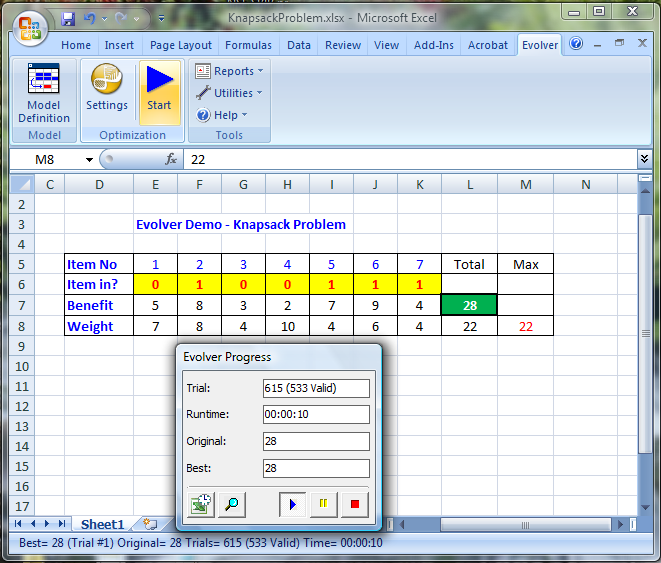 KnapsackProblem.xlsx - Microsoft Excel
Home Insert Page Layout Formulas Data Review View Add-Ins Acrobat Evolver
Model Definition Settings Start Reports Utilities Help
Model Optimization Tools
M8 fx 22
C D E F G H I J K L M N
2
3 Evolver Demo - Knapsack Problem
4
5 Item No 1 2 3 4 5 6 7 Total Max
6 Item in? 0 1 0 0 1 1 1
7 Benefit 5 8 3 2 7 9 4 28
8 Weight 7 8 4 10 4 6 4 22 22
9
10
11
12
13
14
15
16
17
Evolver Progress
Trial: 615 (533 Valid)
Runtime: 00:00:10
Original: 28
Best: 28
Sheet1
Best= 28 (Trial #1) Original= 28 Trials= 615 (533 Valid) Time= 00:00:10